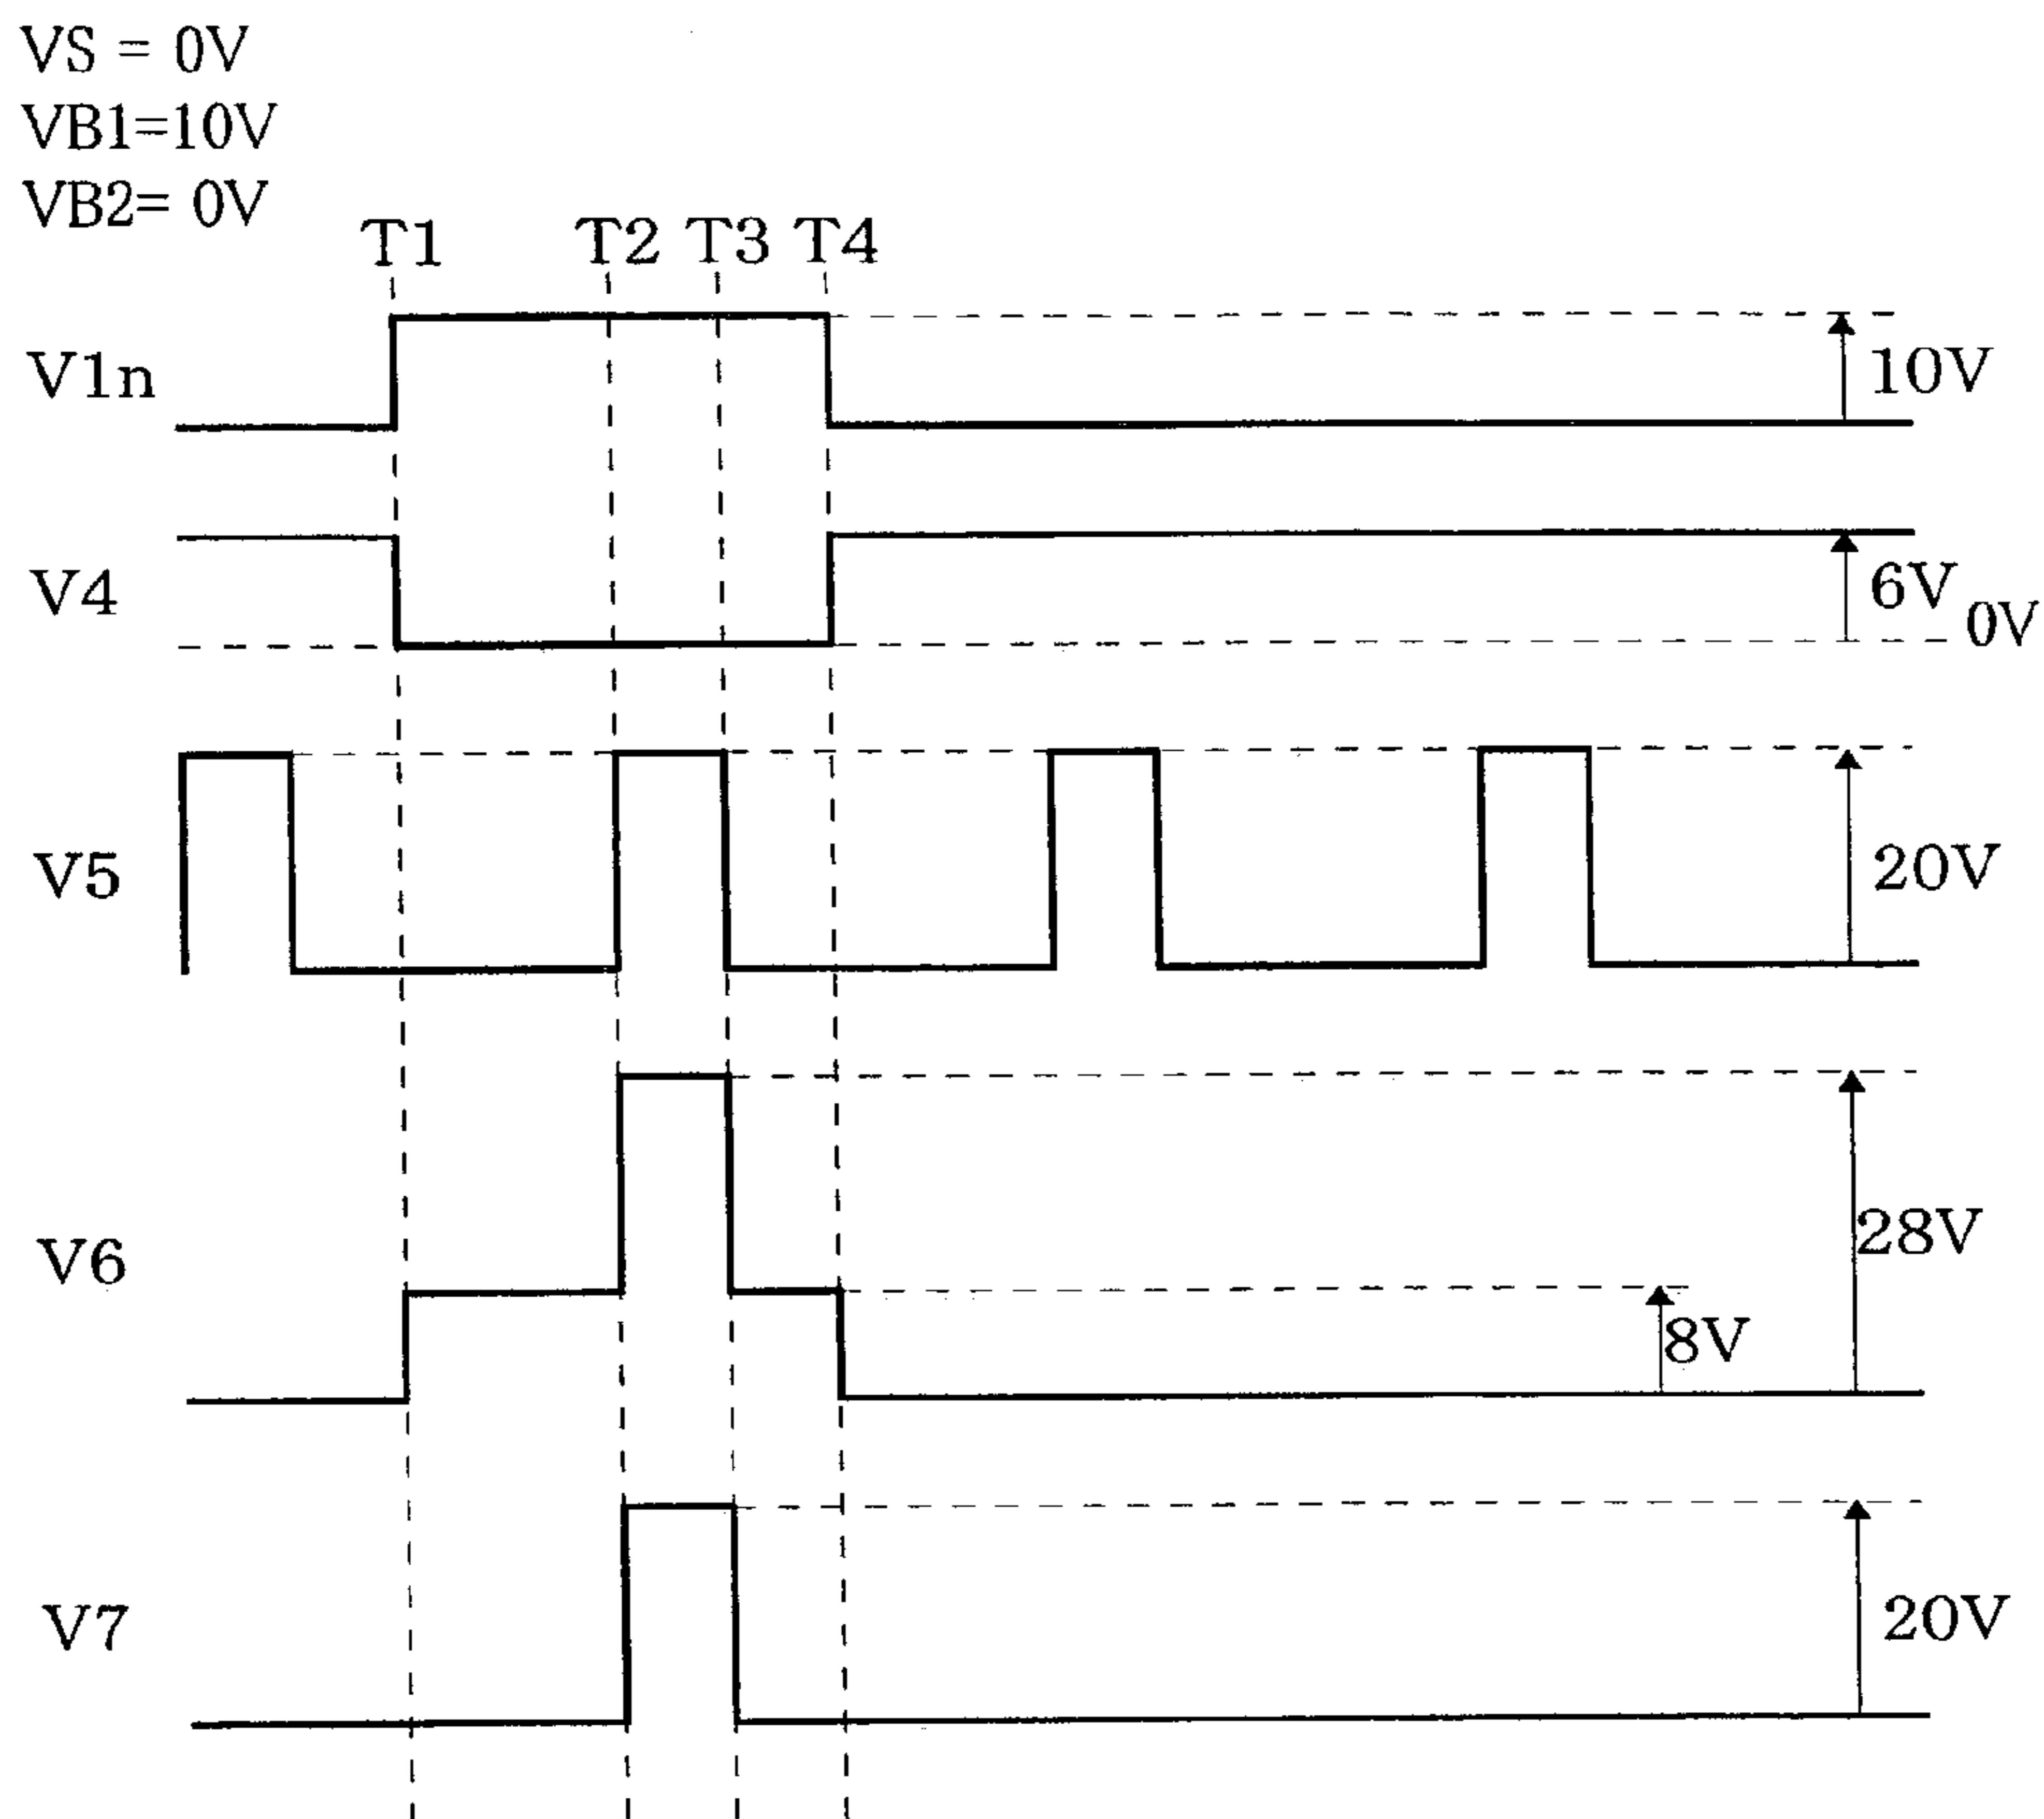 VS = 0V
VB1=10V
VB2= 0V
T1 T2 T3 T4
V1n 10V
V4 6V 0V
V5 20V
V6 28V
8V
V7 20V